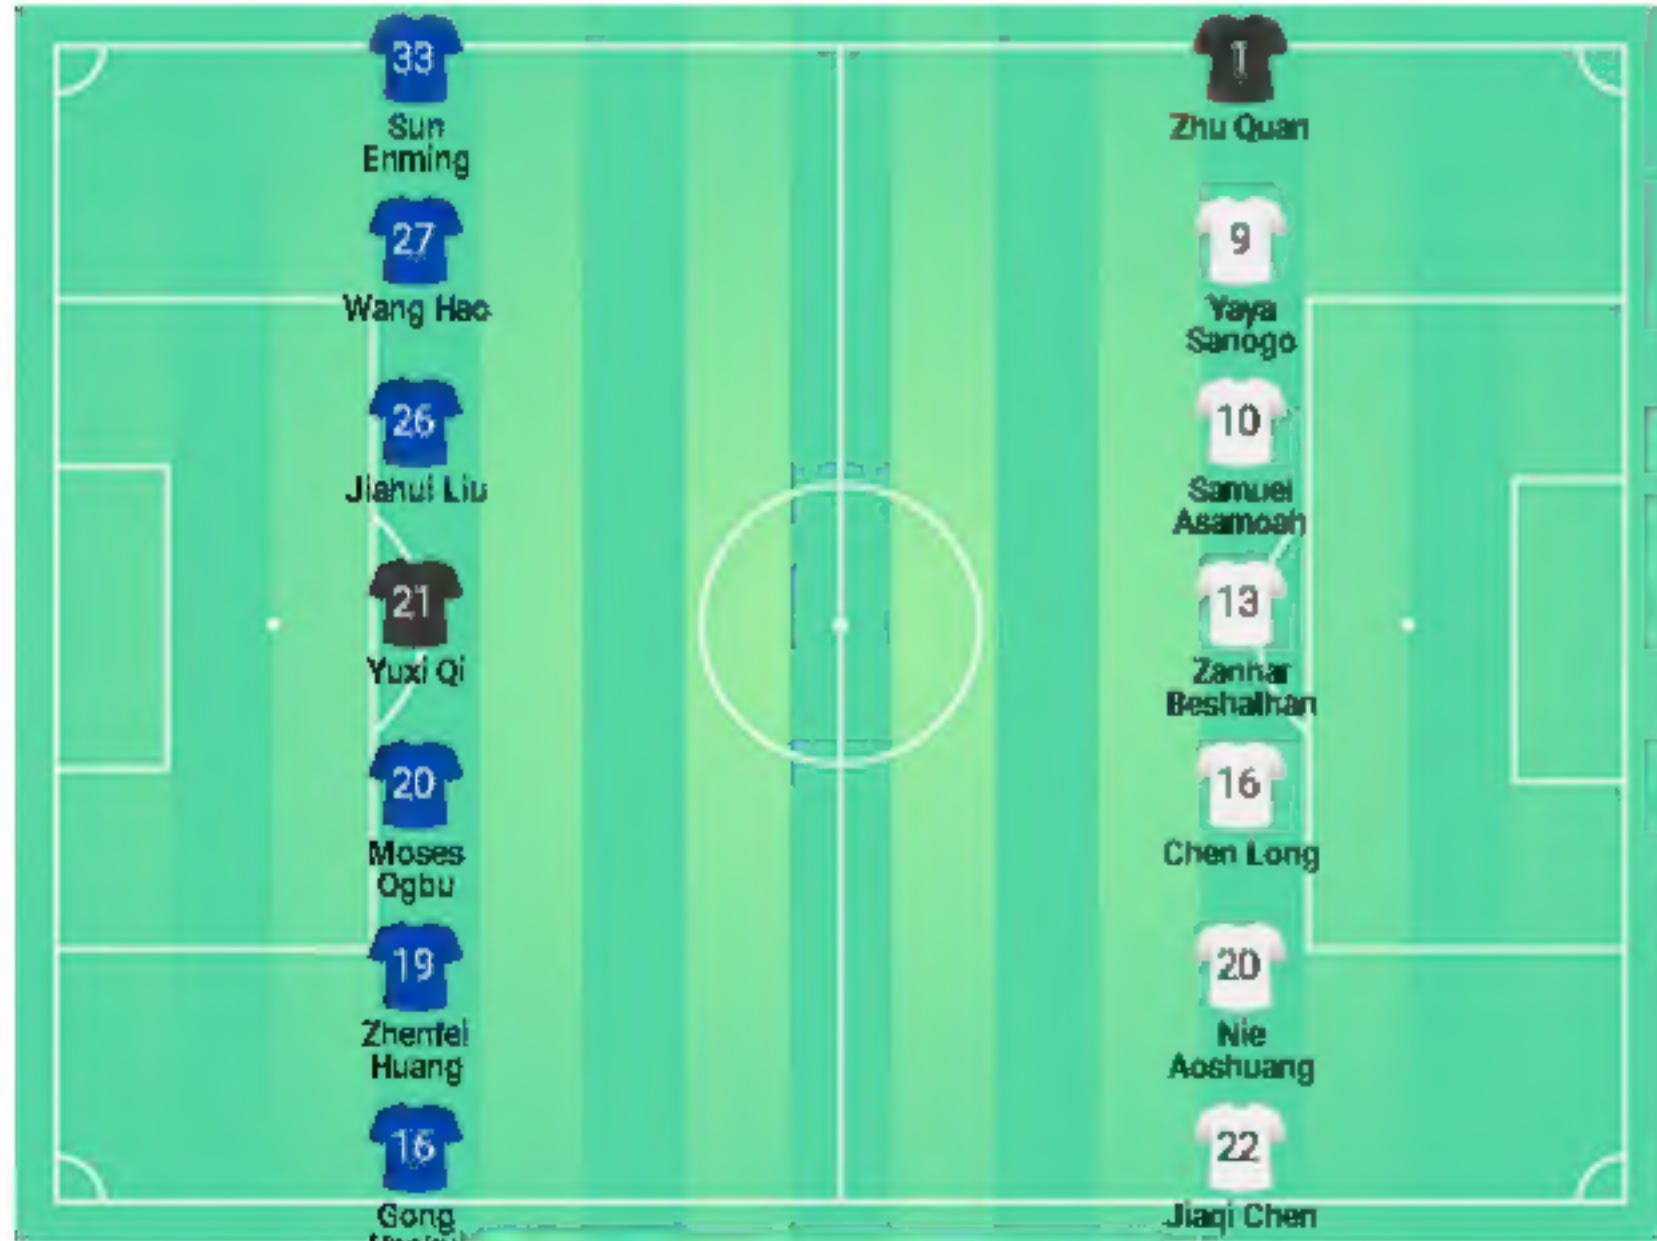 33
Sun
Enming
27
Wang Hao
26
Jiahui Liu
21
Yuxi Qi
20
Moses
Ogbu
19
Zhenfei
Huang
16
Gong
1
Zhu Quan
9
Yaya
Sanogo
10
Samuel
Asamoah
13
Zanhar
Beshathan
16
Chen Long
20
Nie
Aoshuang
22
Jiaqi Chen